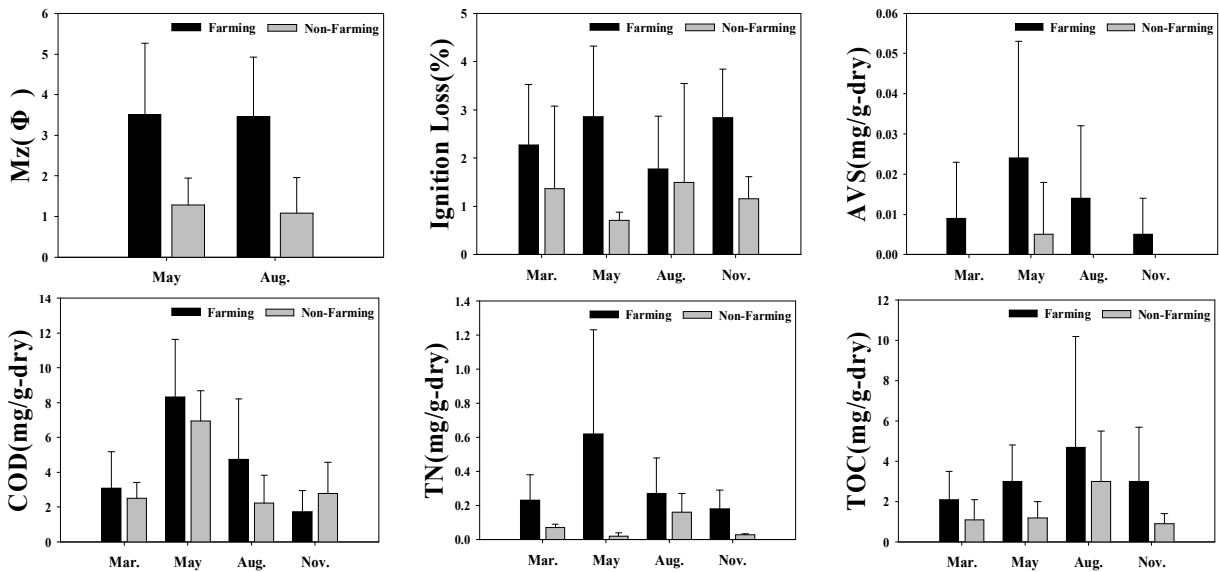 Mz( Φ )
6
5
4
3
2
1
0
Farming Non-Farming
May Aug.
Ignition Loss(%)
5
4
3
2
1
0
Farming Non-Farming
Mar. May Aug. Nov.
AVS(mg/g-dry)
0.06
0.05
0.04
0.03
0.02
0.01
0.00
Farming Non-Farming
Mar. May Aug. Nov.
COD(mg/g-dry)
14
12
10
8
6
4
2
0
Farming Non-Farming
Mar. May Aug. Nov.
TN(mg/g-dry)
1.4
1.2
1.0
0.8
0.6
0.4
0.2
0.0
Farming Non-Farming
Mar. May Aug. Nov.
TOC(mg/g-dry)
12
10
8
6
4
2
0
Farming Non-Farming
Mar. May Aug. Nov.